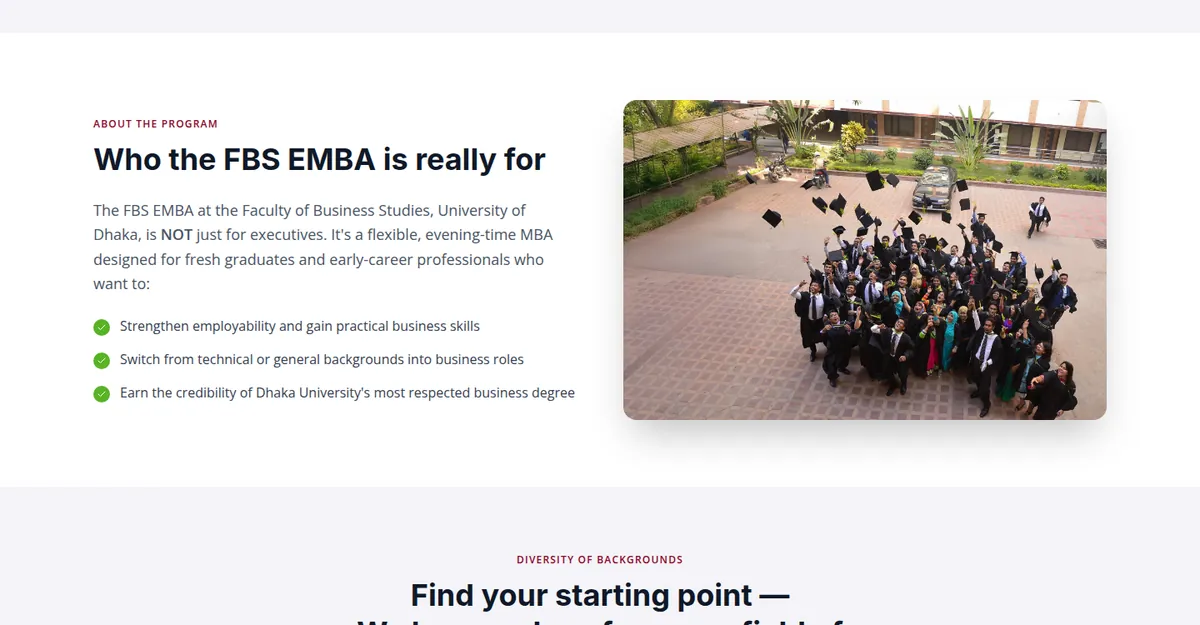 ABOUT THE PROGRAM
Who the FBS EMBA is really for
The FBS EMBA at the Faculty of Business Studies, University of
Dhaka, is NOT just for executives. It's a flexible, evening-time MBA
designed for fresh graduates and early-career professionals who
want to:
Strengthen employability and gain practical business skills
Switch from technical or general backgrounds into business roles
Earn the credibility of Dhaka University's most respected business degree
DIVERSITY OF BACKGROUNDS
Find your starting point —